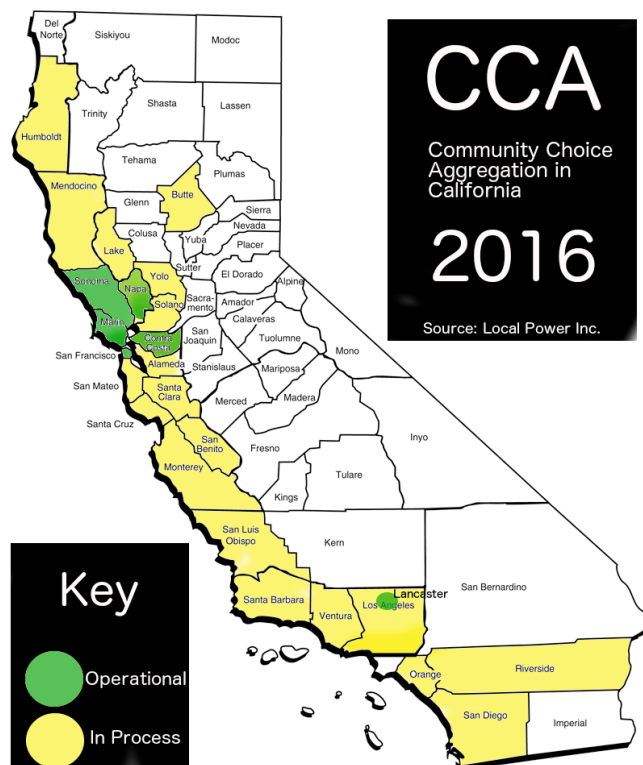 Del
Norte
Siskiyou
Modoc
CCA
Community Choice
Aggregation in
California
2016
Source: Local Power Inc.
Humboldt
Trinity
Shasta
Lassen
Tehama
Plumas
Mendocino
Glenn
Butte
Sierra
Nevada
Placer
Colusa
Yuba
Lake
Sutter
Yolo
El Dorado
Alpine
Sonoma
Napa
Solano
Sacra-
mento
Amador
Calaveras
Marin
Contra
Costa
San
Joaquin
Tuolumne
Mono
San Francisco
Alameda
Stanislaus
Mariposa
San Mateo
Santa
Clara
Merced
Madera
Santa Cruz
San
Benito
Fresno
Inyo
Monterey
Kings
Tulare
San Luis
Obispo
Kern
San Bernardino
Santa Barbara
Ventura
Lancaster
Los Angeles
Orange
Riverside
San Diego
Imperial
Key
Operational
In Process